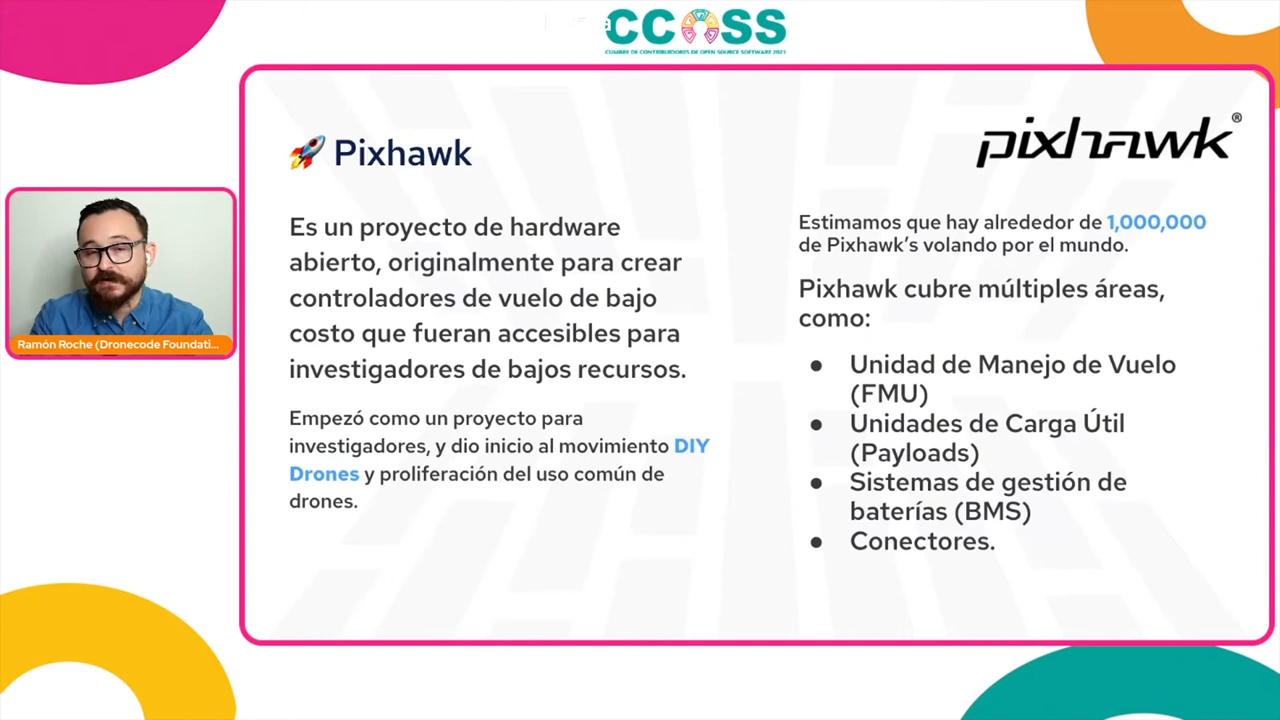 CCOSS
CUMBRE DE CONTRIBUIDORES DE OPEN SOURCE SOFTWARE 2021
Pixhawk
pixhawk®
Es un proyecto de hardware
abierto, originalmente para crear
controladores de vuelo de bajo
costo que fueran accesibles para
investigadores de bajos recursos.
Empezó como un proyecto para
investigadores, y dio inicio al movimiento DIY
Drones y proliferación del uso común de
drones.
Estimamos que hay alrededor de 1,000,000
de Pixhawk’s volando por el mundo.
Pixhawk cubre múltiples áreas,
como:
● Unidad de Manejo de Vuelo
(FMU)
● Unidades de Carga Útil
(Payloads)
● Sistemas de gestión de
baterías (BMS)
● Conectores.
Ramón Roche (Dronecode Foundati...